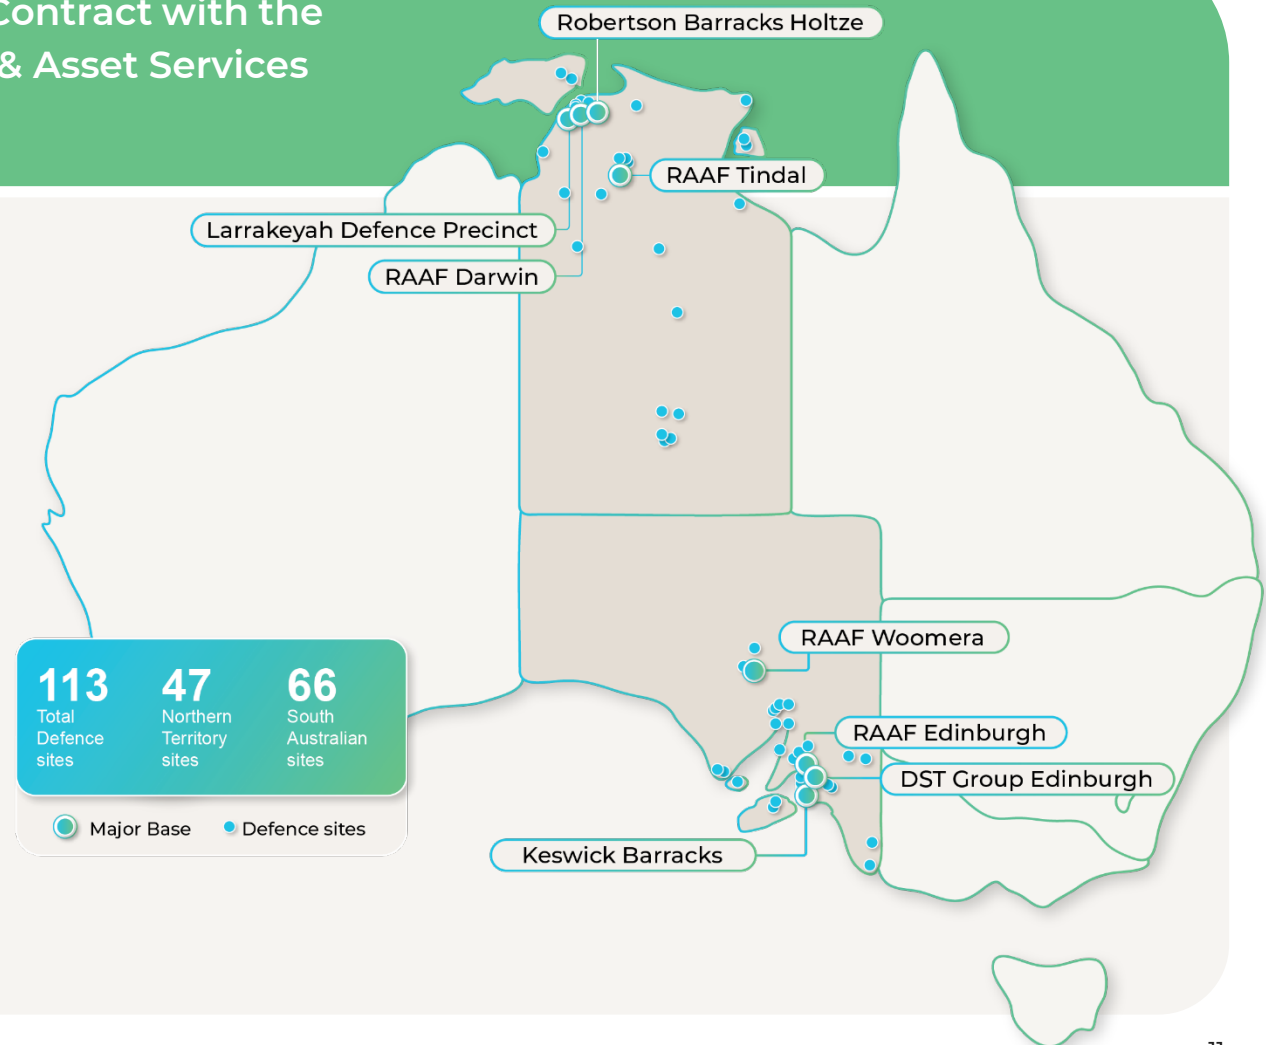 Contract with the
& Asset Services
Robertson Barracks Holtze
RAAF Tindal
Larrakeyah Defence Precinct
RAAF Darwin
RAAF Woomera
RAAF Edinburgh
DST Group Edinburgh
Keswick Barracks
113
Total
Defence
sites
47
Northern
Territory
sites
66
South
Australian
sites
Major Base
Defence sites